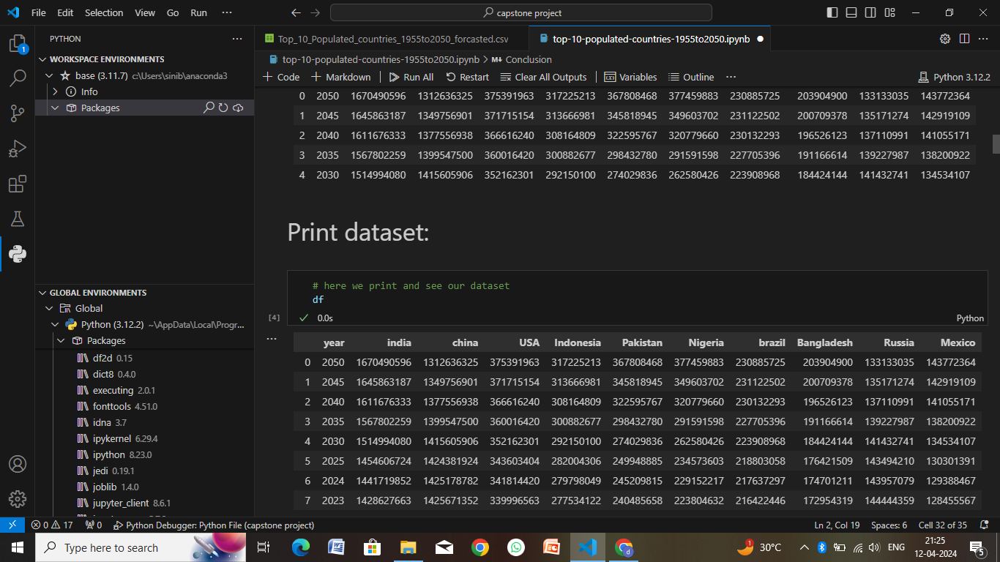 File Edit Selection View Go Run ··· capstone project
PYTHON ···
WORKSPACE ENVIRONMENTS
base (3.11.7) c:\Users\sinib\anaconda3
Info
Packages
GLOBAL ENVIRONMENTS
Global
Python (3.12.2) ~\AppData\Local\Progr...
Packages
df2d 0.15
dict8 0.4.0
executing 2.0.1
fonttools 4.51.0
idna 3.7
ipykernel 6.29.4
ipython 8.23.0
jedi 0.19.1
joblib 1.4.0
jupyter_client 8.6.1
Top_10_Populated_countries_1955to2050_forcasted.csv top-10-populated-countries-1955to2050.ipynb
top-10-populated-countries-1955to2050.ipynb > Conclusion
Code Markdown Run All Restart Clear All Outputs Variables Outline ··· Python 3.12.2
0 2050 1670490596 1312636325 375391963 317225213 367808468 377459883 230885725 203904900 133133035 143772364
1 2045 1645863187 1349756901 371715154 313666981 345818945 349603702 231122502 200709378 135171274 142919109
2 2040 1611676333 1377556938 366616240 308164809 322595767 320779660 230132293 196526123 137110991 141055171
3 2035 1567802259 1399547500 360016420 300882677 298432780 291591598 227705396 191166614 139227987 138200922
4 2030 1514994080 1415605906 352162301 292150100 274029836 262580426 223908968 184424144 141432741 134534107
Print dataset:
# here we print and see our dataset
df
[4] 0.0s Python
year india china USA Indonesia Pakistan Nigeria brazil Bangladesh Russia Mexico
0 2050 1670490596 1312636325 375391963 317225213 367808468 377459883 230885725 203904900 133133035 143772364
1 2045 1645863187 1349756901 371715154 313666981 345818945 349603702 231122502 200709378 135171274 142919109
2 2040 1611676333 1377556938 366616240 308164809 322595767 320779660 230132293 196526123 137110991 141055171
3 2035 1567802259 1399547500 360016420 300882677 298432780 291591598 227705396 191166614 139227987 138200922
4 2030 1514994080 1415605906 352162301 292150100 274029836 262580426 223908968 184424144 141432741 134534107
5 2025 1454606724 1424381924 343603404 282004306 249948885 234573603 218803058 176421509 143494210 130301391
6 2024 1441719852 1425178782 341814420 279798049 245209815 229152217 217637297 174701211 143957079 129388467
7 2023 1428627663 1425671352 339996563 277534122 240485658 223804632 216422446 172954319 144444359 128455567
0 17 0 Python Debugger: Python File (capstone project) Ln 2, Col 19 Spaces: 6 Cell 32 of 35
Type here to search 30°C ENG 21:25
12-04-2024 5